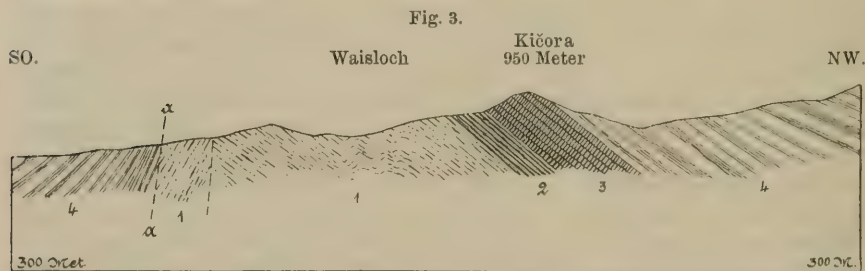 Fig. 3.
SO.
Waisloch
Kičora
950 Meter
NW.
a
a
4
1
1
2
3
4
300 Met.
300 M.